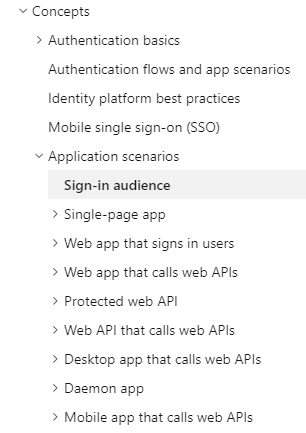 Concepts
Authentication basics
Authentication flows and app scenarios
Identity platform best practices
Mobile single sign-on (SSO)
Application scenarios
Sign-in audience
Single-page app
Web app that signs in users
Web app that calls web APIs
Protected web API
Web API that calls web APIs
Desktop app that calls web APIs
Daemon app
Mobile app that calls web APIs